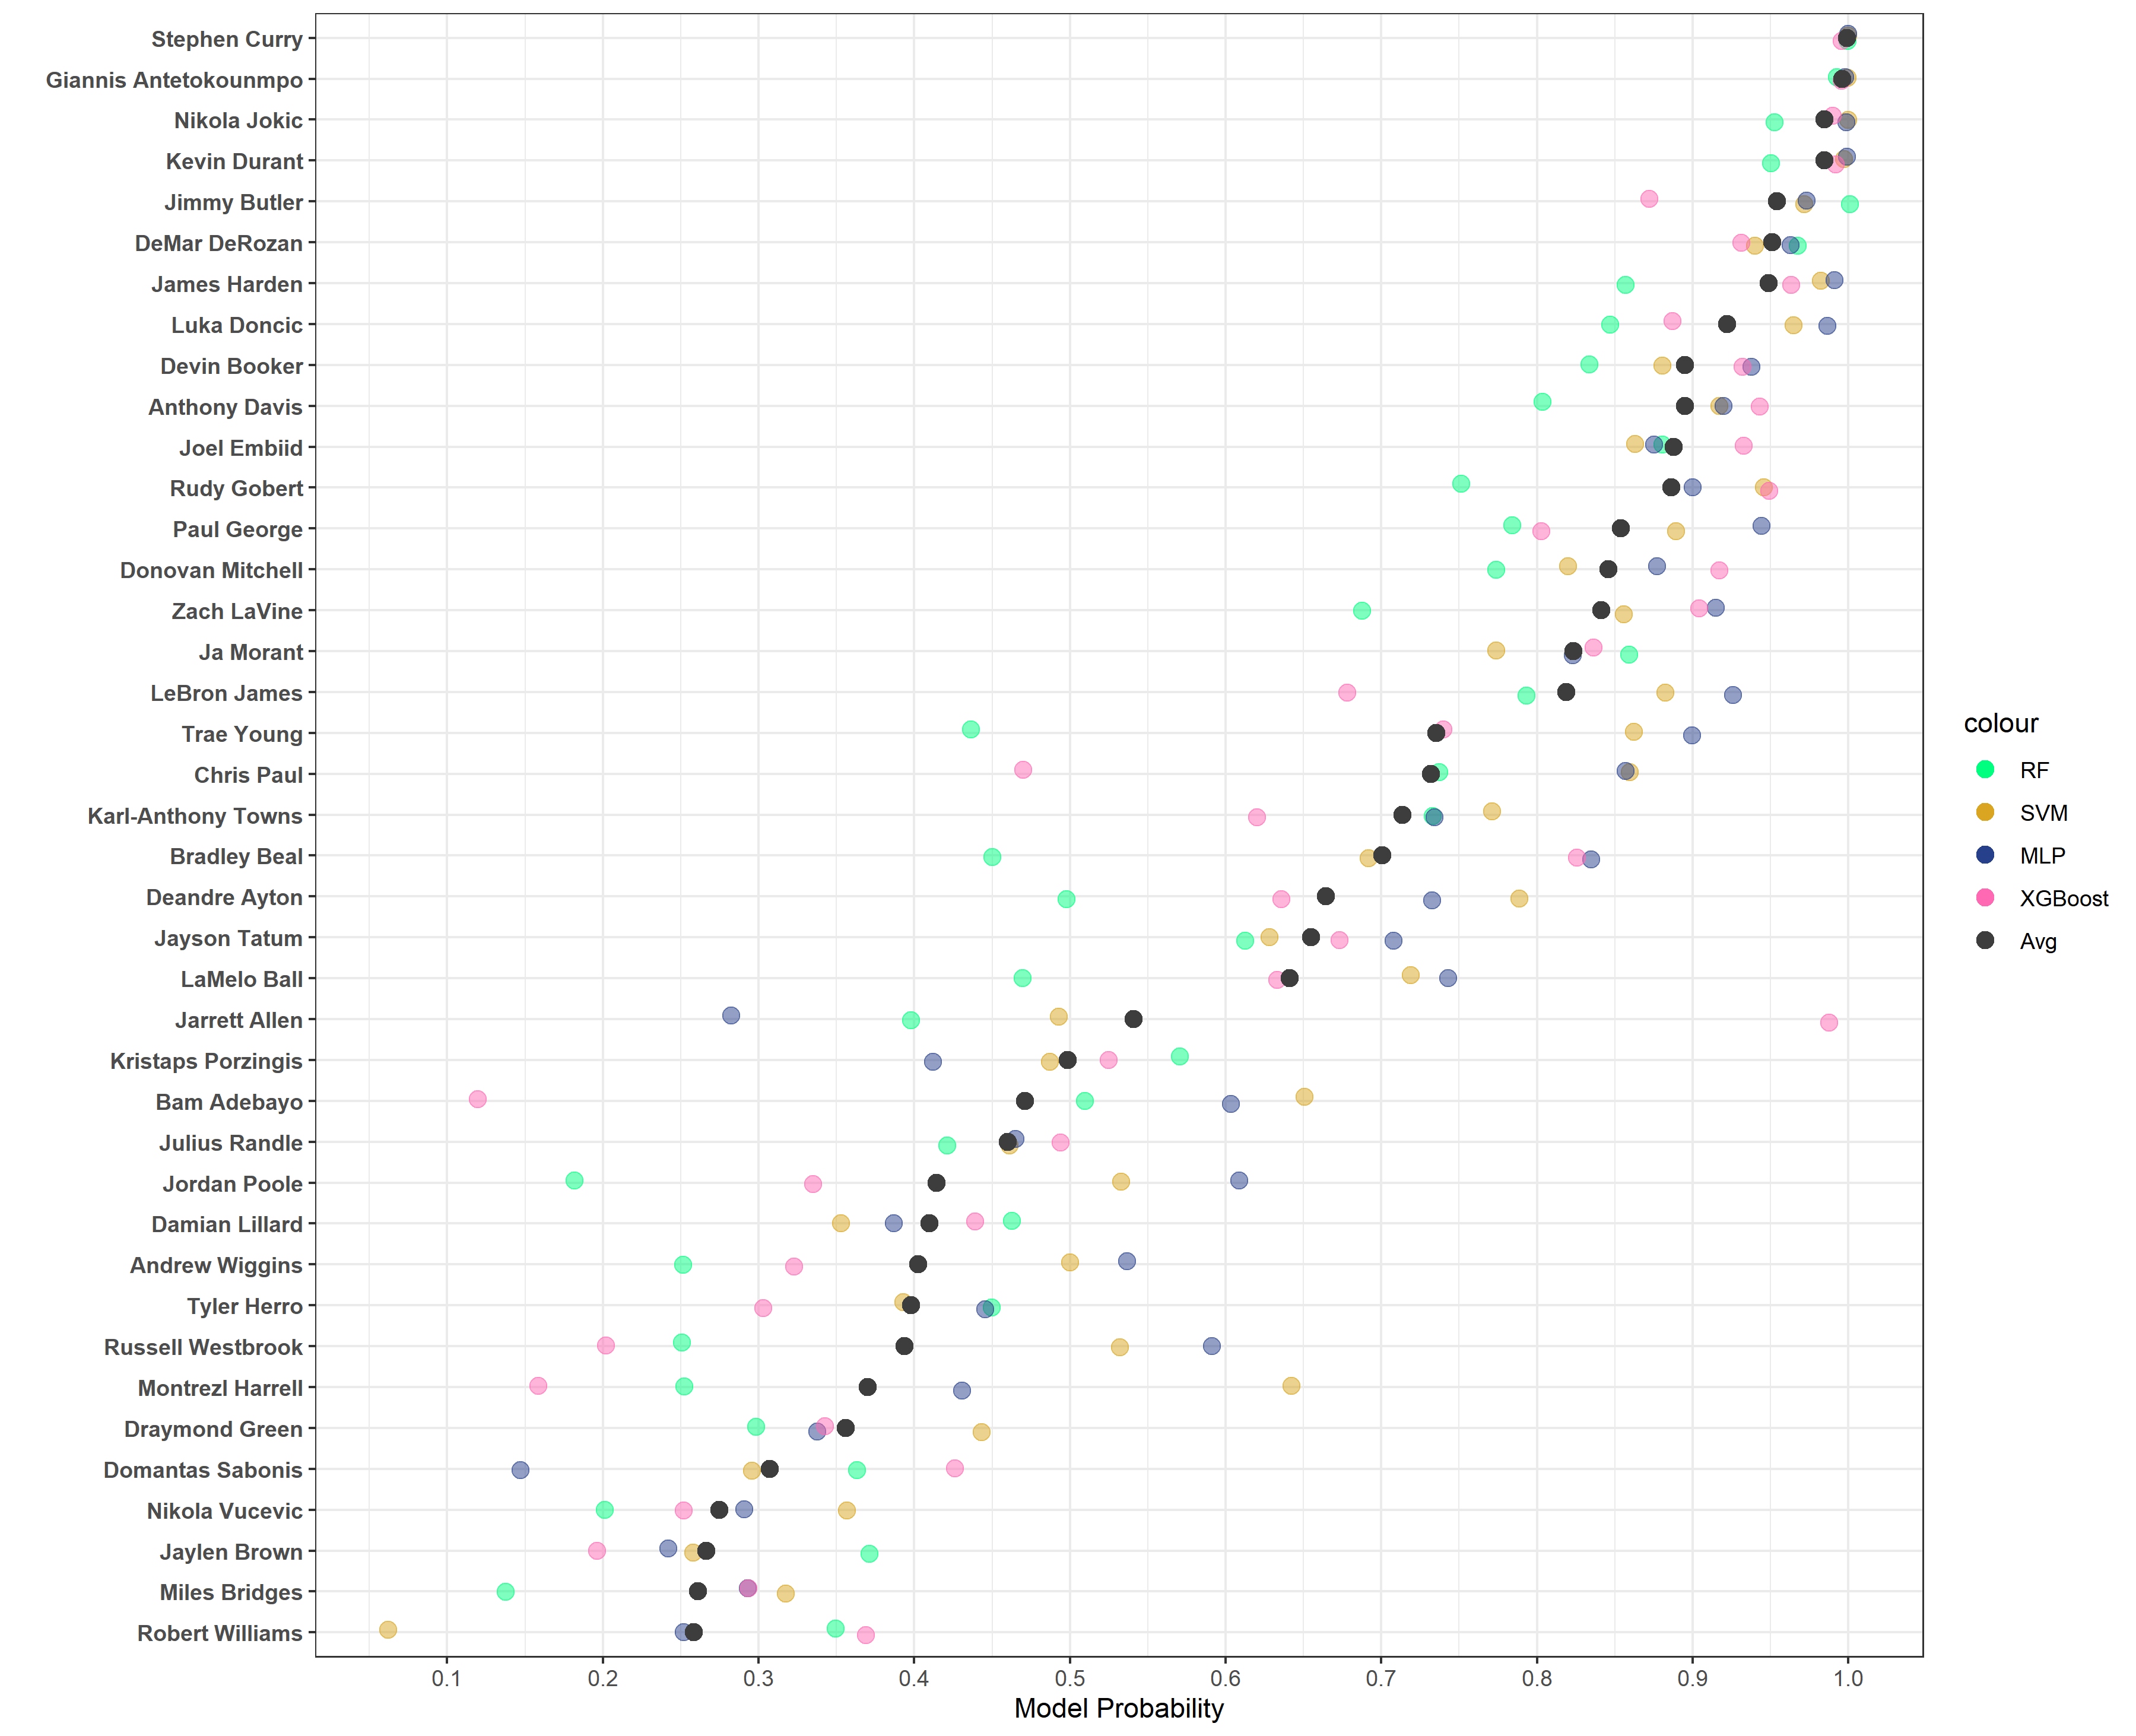 Stephen Curry
Giannis Antetokounmpo
Nikola Jokic
Kevin Durant
Jimmy Butler
DeMar DeRozan
James Harden
Luka Doncic
Devin Booker
Anthony Davis
Joel Embiid
Rudy Gobert
Paul George
Donovan Mitchell
Zach LaVine
Ja Morant
LeBron James
Trae Young
Chris Paul
Karl-Anthony Towns
Bradley Beal
Deandre Ayton
Jayson Tatum
LaMelo Ball
Jarrett Allen
Kristaps Porzingis
Bam Adebayo
Julius Randle
Jordan Poole
Damian Lillard
Andrew Wiggins
Tyler Herro
Russell Westbrook
Montrezl Harrell
Draymond Green
Domantas Sabonis
Nikola Vucevic
Jaylen Brown
Miles Bridges
Robert Williams
0.1 0.2 0.3 0.4 0.5 0.6 0.7 0.8 0.9 1.0
Model Probability
colour
RF
SVM
MLP
XGBoost
Avg